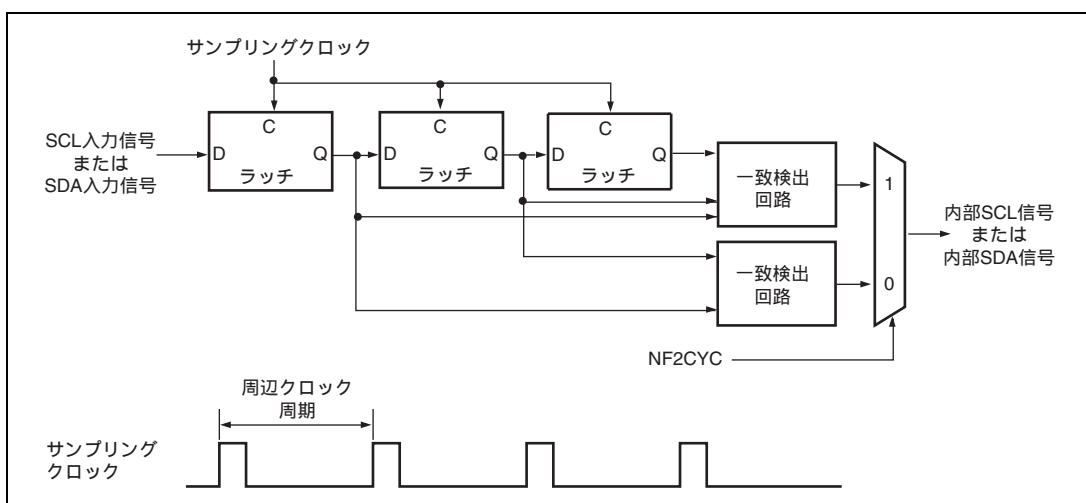 サンプリングクロック
SCL入力信号
または
SDA入力信号
C
D
Q
ラッチ
C
D
Q
ラッチ
C
D
Q
ラッチ
一致検出
回路
一致検出
回路
1
0
内部SCL信号
または
内部SDA信号
NF2CYC
周辺クロック
周期
サンプリング
クロック